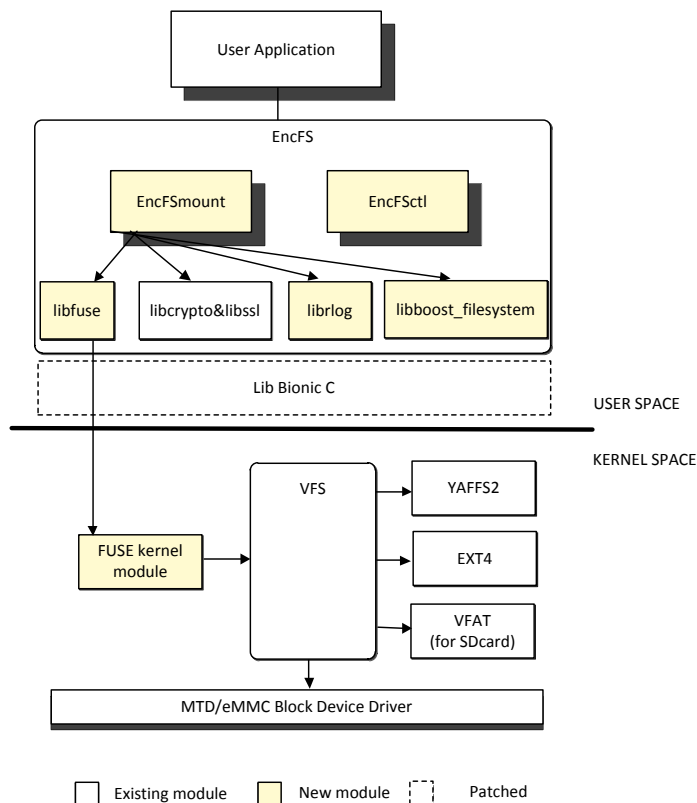 User Application
EncFS
EncFSmount
EncFSctl
libfuse
libcrypto&libssl
librlog
libboost_filesystem
Lib Bionic C
USER SPACE
KERNEL SPACE
VFS
YAFFS2
FUSE kernel
module
EXT4
VFAT
(for SDcard)
MTD/eMMC Block Device Driver
Existing module
New module
Patched